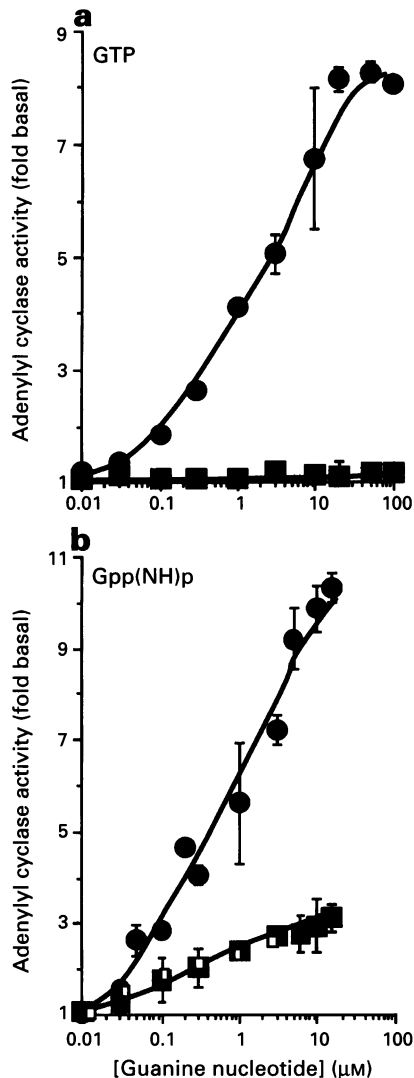 a
GTP
Adenylyl cyclase activity (fold basal)
9
7
5
3
1
0.01 0.1 1 10 100
b
Gpp(NH)p
Adenylyl cyclase activity (fold basal)
11
9
7
5
3
1
0.01 0.1 1 10 100
[Guanine nucleotide] (μM)